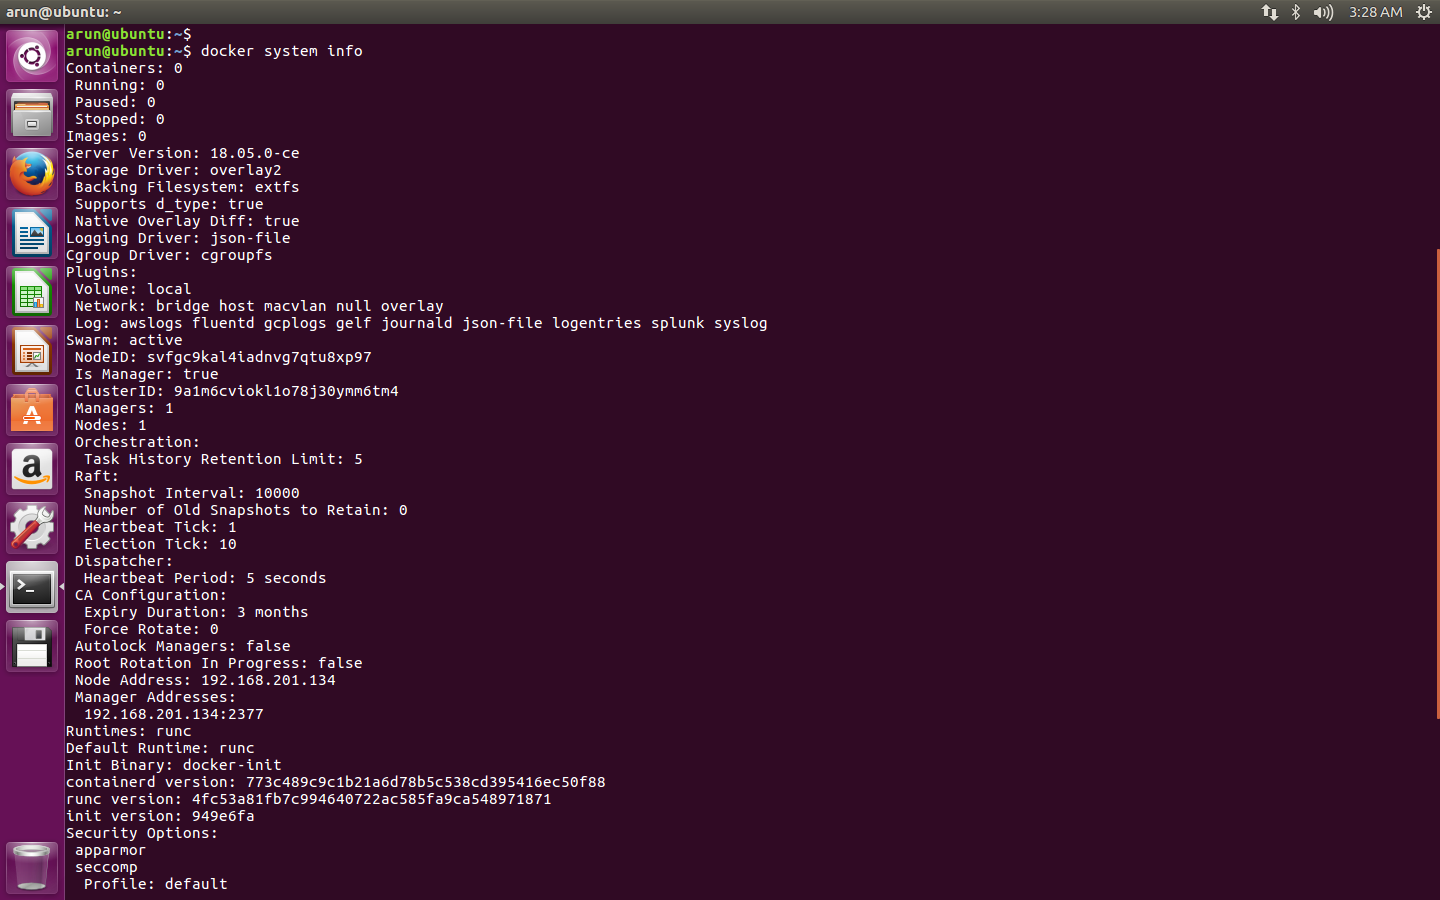 arun@ubuntu: ~
3:28 AM
arun@ubuntu:~$
arun@ubuntu:~$ docker system info
Containers: 0
 Running: 0
 Paused: 0
 Stopped: 0
Images: 0
Server Version: 18.05.0-ce
Storage Driver: overlay2
 Backing Filesystem: extfs
 Supports d_type: true
 Native Overlay Diff: true
Logging Driver: json-file
Cgroup Driver: cgroupfs
Plugins:
 Volume: local
 Network: bridge host macvlan null overlay
 Log: awslogs fluentd gcplogs gelf journald json-file logentries splunk syslog
Swarm: active
 NodeID: svfgc9kal4iadnvg7qtu8xp97
 Is Manager: true
 ClusterID: 9a1m6cviokl1o78j30ymm6tm4
 Managers: 1
 Nodes: 1
 Orchestration:
  Task History Retention Limit: 5
 Raft:
  Snapshot Interval: 10000
  Number of Old Snapshots to Retain: 0
  Heartbeat Tick: 1
  Election Tick: 10
 Dispatcher:
  Heartbeat Period: 5 seconds
 CA Configuration:
  Expiry Duration: 3 months
  Force Rotate: 0
 Autolock Managers: false
 Root Rotation In Progress: false
 Node Address: 192.168.201.134
 Manager Addresses:
  192.168.201.134:2377
Runtimes: runc
Default Runtime: runc
Init Binary: docker-init
containerd version: 773c489c9c1b21a6d78b5c538cd395416ec50f88
runc version: 4fc53a81fb7c994640722ac585fa9ca548971871
init version: 949e6fa
Security Options:
 apparmor
 seccomp
  Profile: default